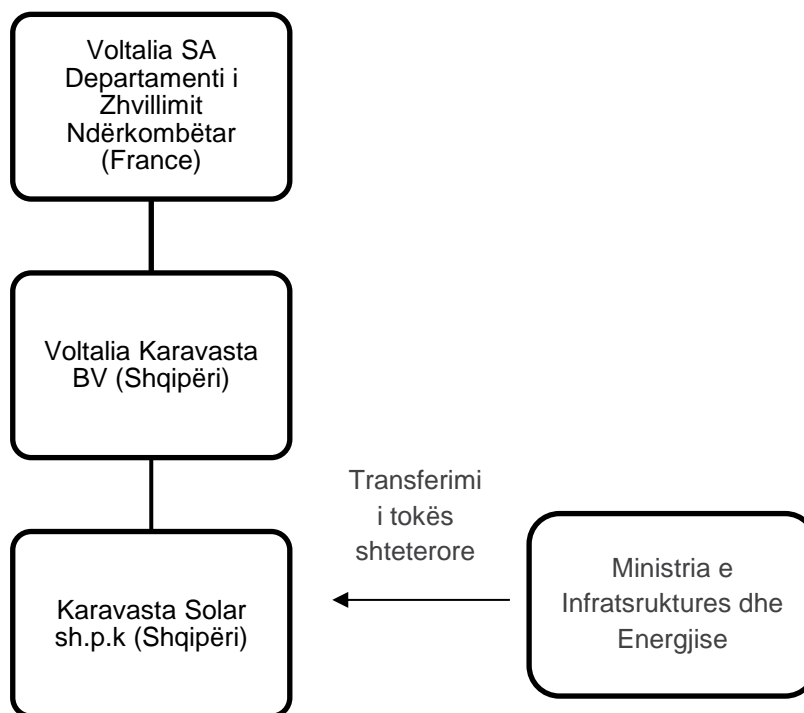 Voltalia SA
Departamenti i
Zhvillimit
Ndërkombëtar
(France)
Voltalia Karavasta
BV (Shqipëri)
Transferimi
i tokës
shteterore
Karavasta Solar
sh.p.k (Shqipëri)
Ministria e
Infratsruktures dhe
Energjise